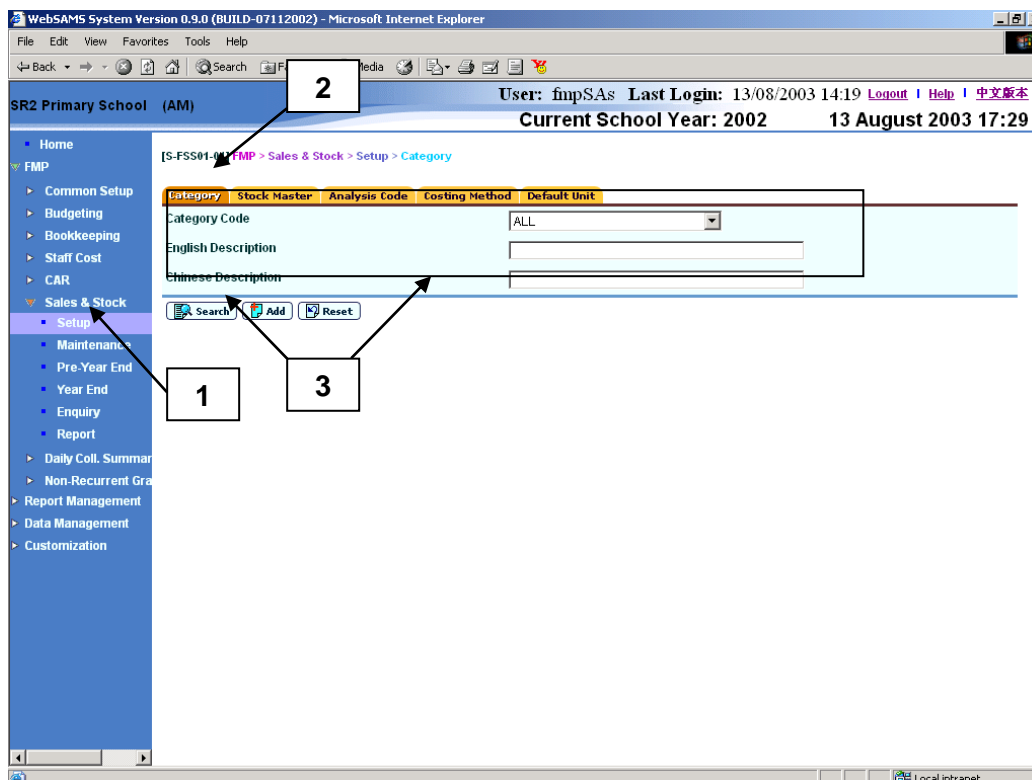 WebSAMS System Version 0.9.0 (BUILD-07112002) - Microsoft Internet Explorer
File Edit View Favorites Tools Help
Back Search Media
2
SR2 Primary School (AM)
User: fmpSAs Last Login: 13/08/2003 14:19 Logout | Help | 中文版本
Current School Year: 2002 13 August 2003 17:29
Home
FMP
Common Setup
Budgeting
Bookkeeping
Staff Cost
CAR
Sales & Stock
Setup
Maintenance
Pre-Year End
Year End
Enquiry
Report
Daily Coll. Summar
Non-Recurrent Gra
Report Management
Data Management
Customization
[S-FSS01-01] FMP > Sales & Stock > Setup > Category
Category Stock Master Analysis Code Costing Method Default Unit
Category Code ALL
English Description
Chinese Description
Search Add Reset
1
3
Local intranet